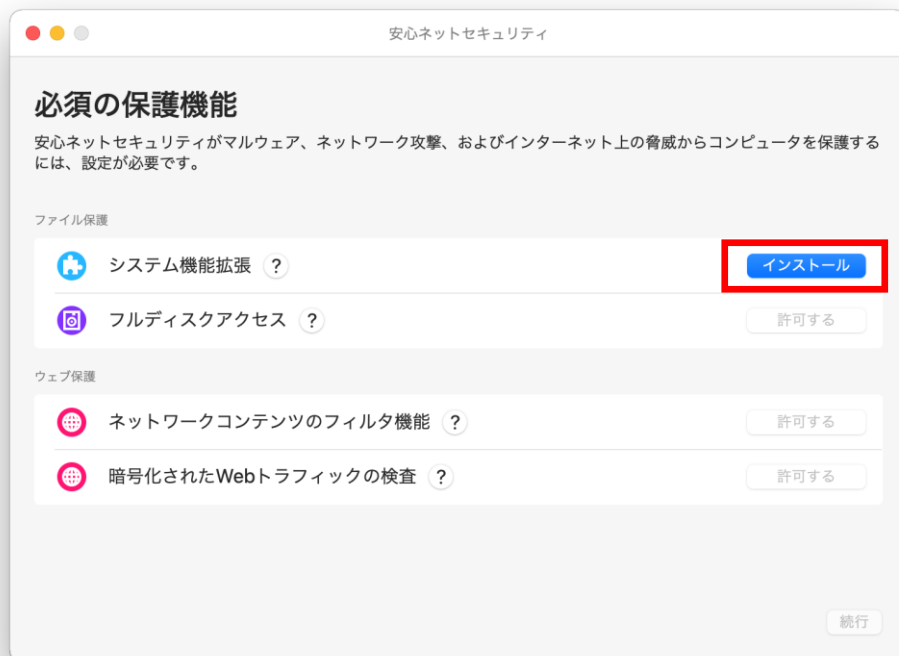 安心ネットセキュリティ
必須の保護機能
安心ネットセキュリティがマルウェア、ネットワーク攻撃、およびインターネット上の脅威からコンピュータを保護する
には、設定が必要です。
ファイル保護
システム機能拡張 ? インストール
フルディスクアクセス ? 許可する
ウェブ保護
ネットワークコンテンツのフィルタ機能 ? 許可する
暗号化されたWebトラフィックの検査 ? 許可する
続行